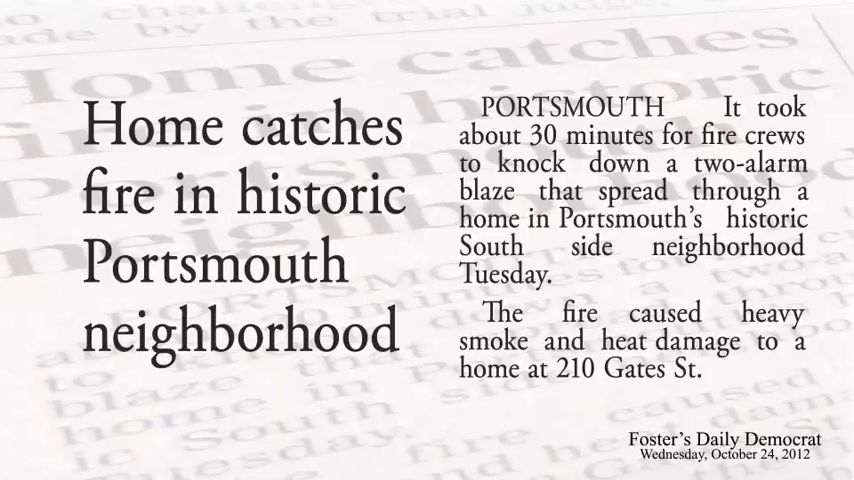 Home catches
fire in historic
Portsmouth
neighborhood
PORTSMOUTH It took
about 30 minutes for fire crews
to knock down a two-alarm
blaze that spread through a
home in Portsmouth's historic
South side neighborhood
Tuesday.
The fire caused heavy
smoke and heat damage to a
home at 210 Gates St.
Foster's Daily Democrat
Wednesday, October 24, 2012